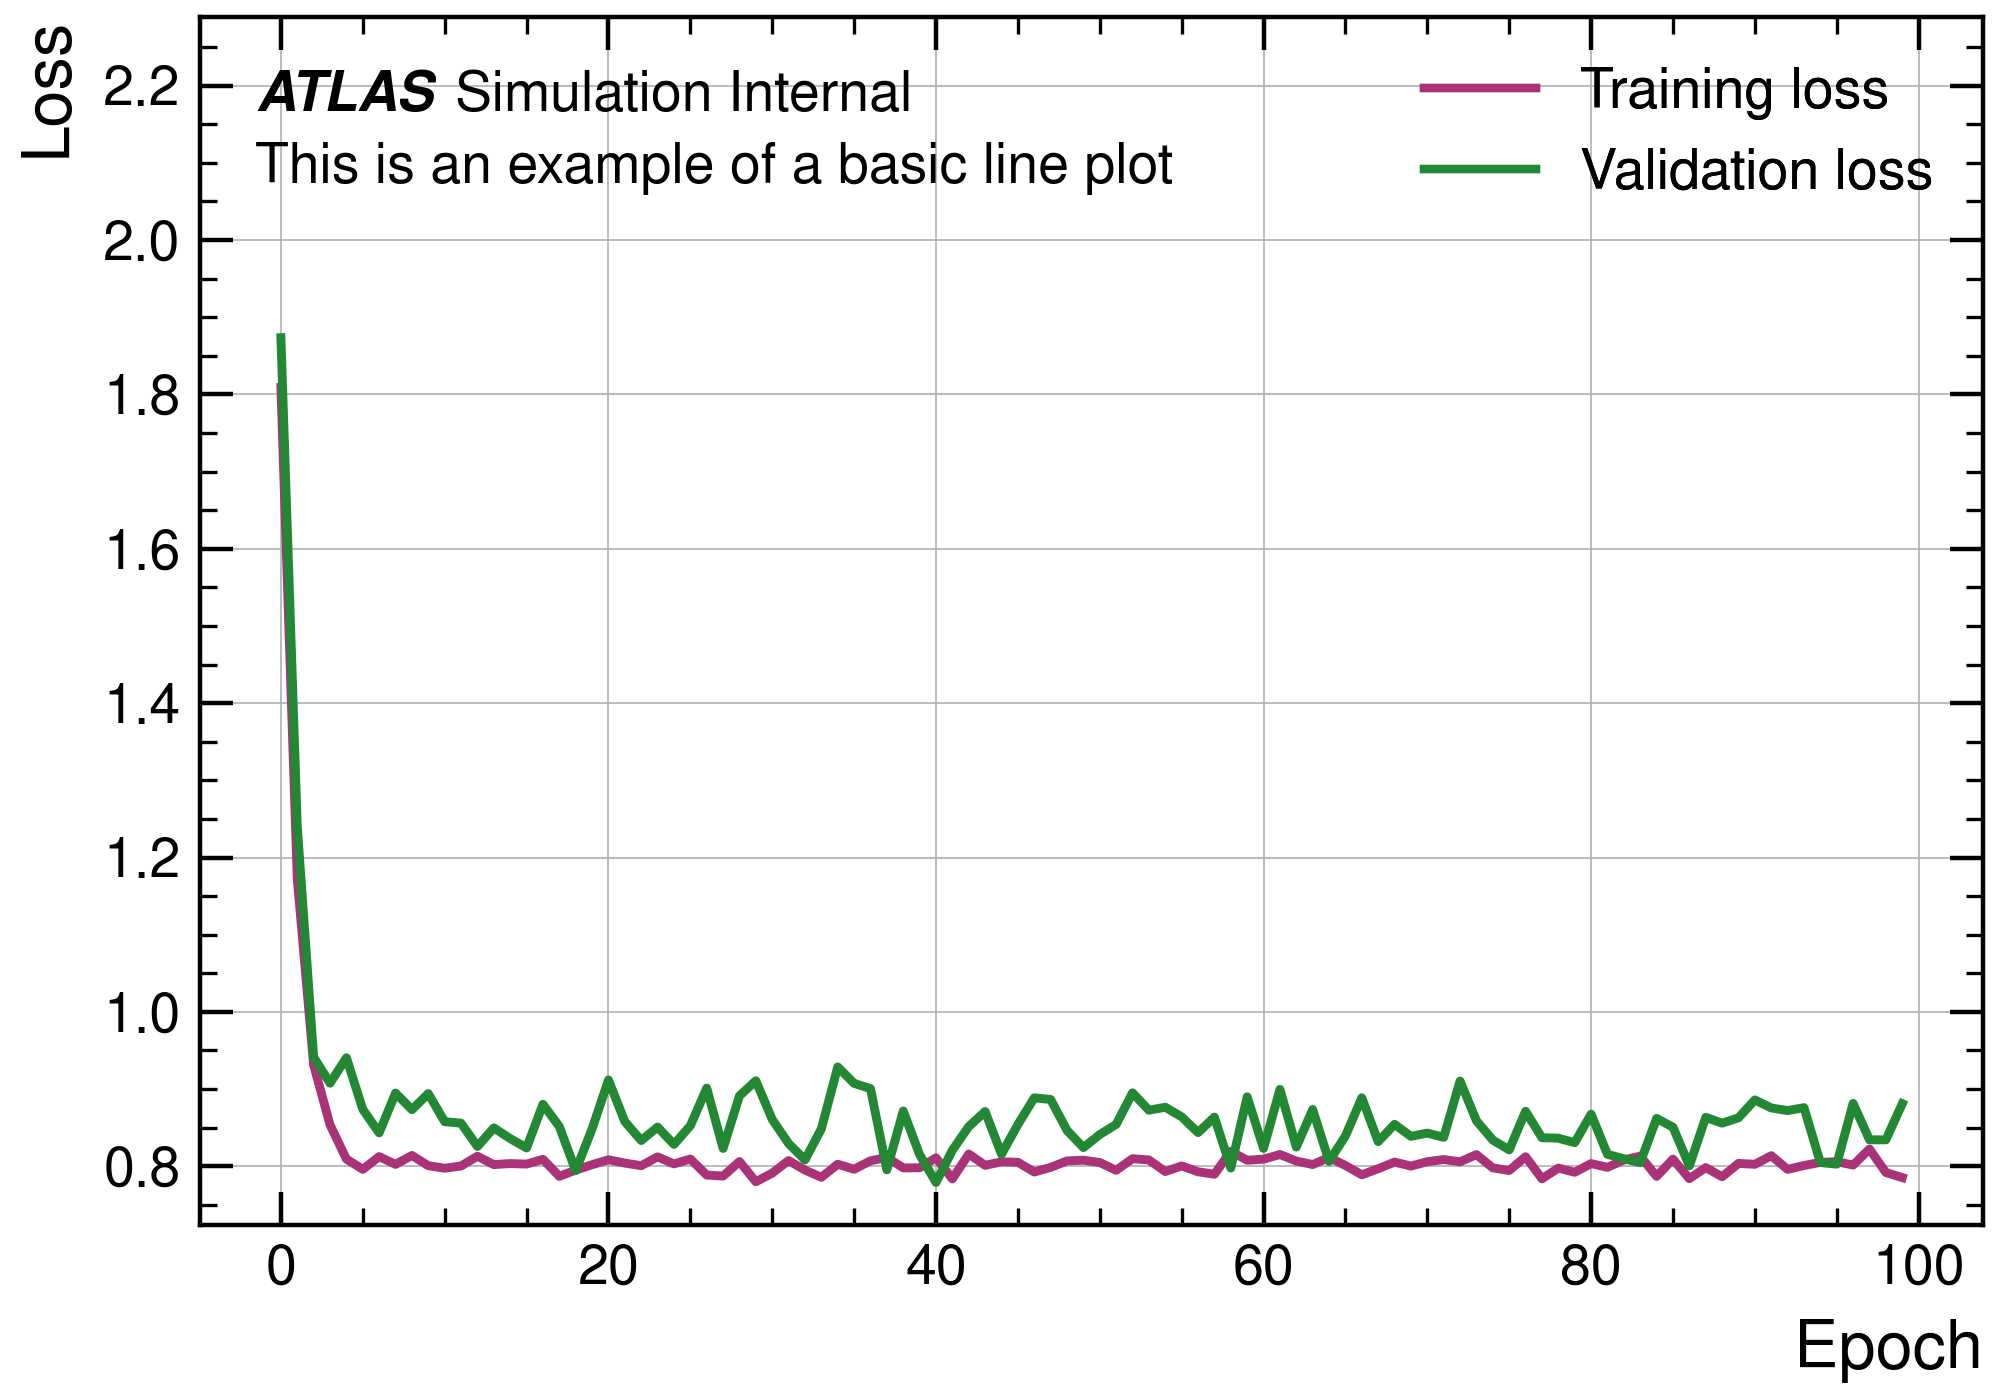 Loss
2.2
2.0
1.8
1.6
1.4
1.2
1.0
0.8
ATLAS Simulation Internal
This is an example of a basic line plot
Training loss
Validation loss
0 20 40 60 80 100
Epoch